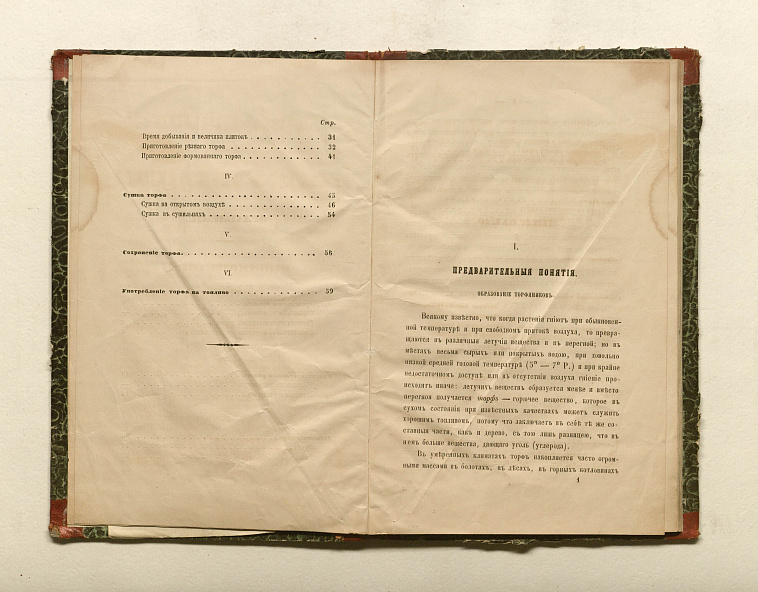 Стр.
Время добыванія и величина плитокъ . . . . . . . . . . 31
Приготовленіе рѣзнаго торфа . . . . . . . . . . . . . 32
Приготовленіе формованнаго торфа . . . . . . . . . . . 41
IV.
Сушка торфа . . . . . . . . . . . . . . . . . . . . . 45
Сушка на открытомъ воздухѣ . . . . . . . . . . . . . 46
Сушка въ сушильнахъ . . . . . . . . . . . . . . . . 54
V.
Сохраненіе торфа. . . . . . . . . . . . . . . . . . . 58
VI.
Употребленіе торфа на топливо . . . . . . . . . . . . 59
I.
ПРЕДВАРИТЕЛЬНЫЯ ПОНЯТІЯ.
ОБРАЗОВАНІЕ ТОРФЯНИКОВЪ.
Всякому извѣстно, что когда растенія гніютъ при обыкновен-
ной температурѣ и при свободномъ притокѣ воздуха, то превра-
щаются въ различныя летучія вещества и въ перегной; но въ
мѣстахъ весьма сырыхъ или покрытыхъ водою, при довольно
низкой средней годовой температурѣ (5° — 7° Р.) и при крайне
недостаточномъ доступѣ или въ отсутствіи воздуха гніеніе про-
исходитъ иначе: летучихъ веществъ образуется менѣе и вмѣсто
перегноя получается торфъ — горючее вещество, которое въ
сухомъ состояніи при извѣстныхъ качествахъ можетъ служить
хорошимъ топливомъ, потому что заключаетъ въ себѣ тѣ же со-
ставныя части, какъ и дерево, съ тою лишь разницею, что въ
немъ больше вещества, дающаго уголь (углерода).
Въ умѣренныхъ климатахъ торфъ накопляется часто огром-
ными массами въ болотахъ, въ лѣсахъ, въ горныхъ котловинахъ
1